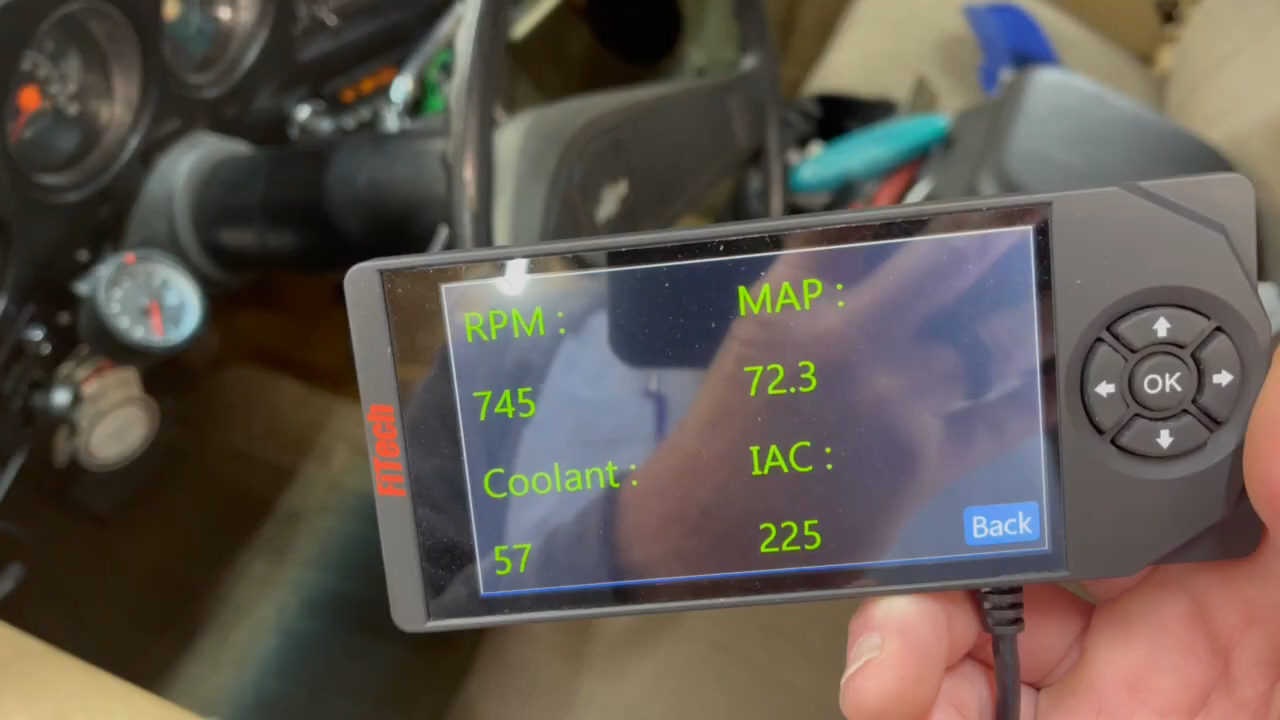 RPM :
745
Coolant :
57
MAP :
72.3
IAC :
225
Back
FITech
OK